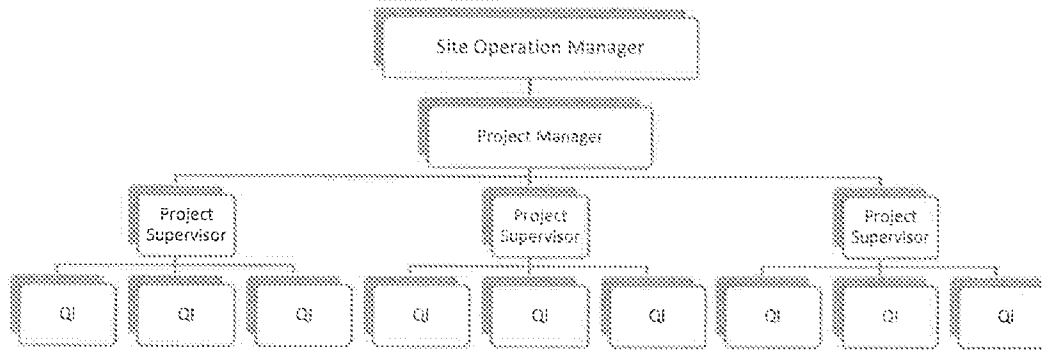 Site Operation Manager
Project Manager
Project
Supervisor
Project
Supervisor
Project
Supervisor
QI
QI
QI
QI
QI
QI
QI
QI
QI